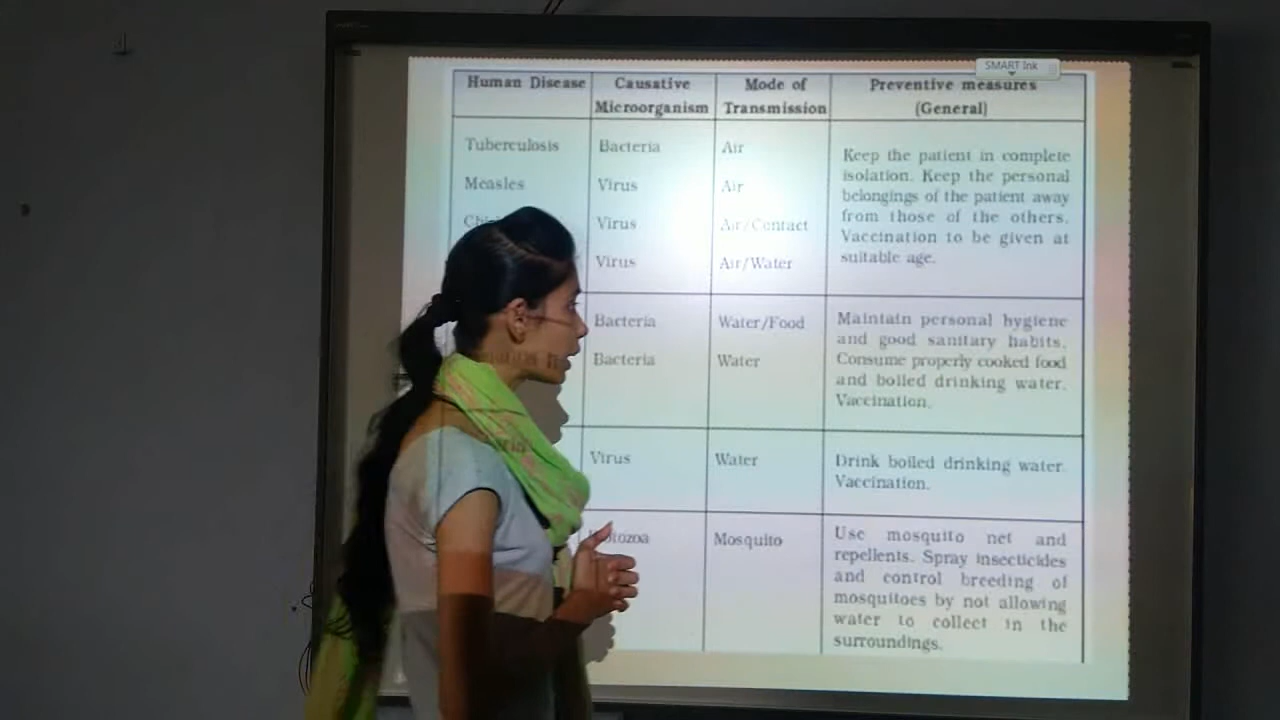 SMART Ink
Human Disease Causative Microorganism Mode of Transmission Preventive measures (General)
Tuberculosis Bacteria Air
Measles Virus Air
Virus Air/Contact
Virus Air/Water
Keep the patient in complete
isolation. Keep the personal
belongings of the patient away
from those of the others.
Vaccination to be given at
suitable age.
Bacteria Water/Food
Bacteria Water
Maintain personal hygiene
and good sanitary habits.
Consume properly cooked food
and boiled drinking water.
Vaccination.
Virus Water
Drink boiled drinking water.
Vaccination.
Mosquito
Use mosquito net and
repellents. Spray insecticides
and control breeding of
mosquitoes by not allowing
water to collect in the
surroundings.